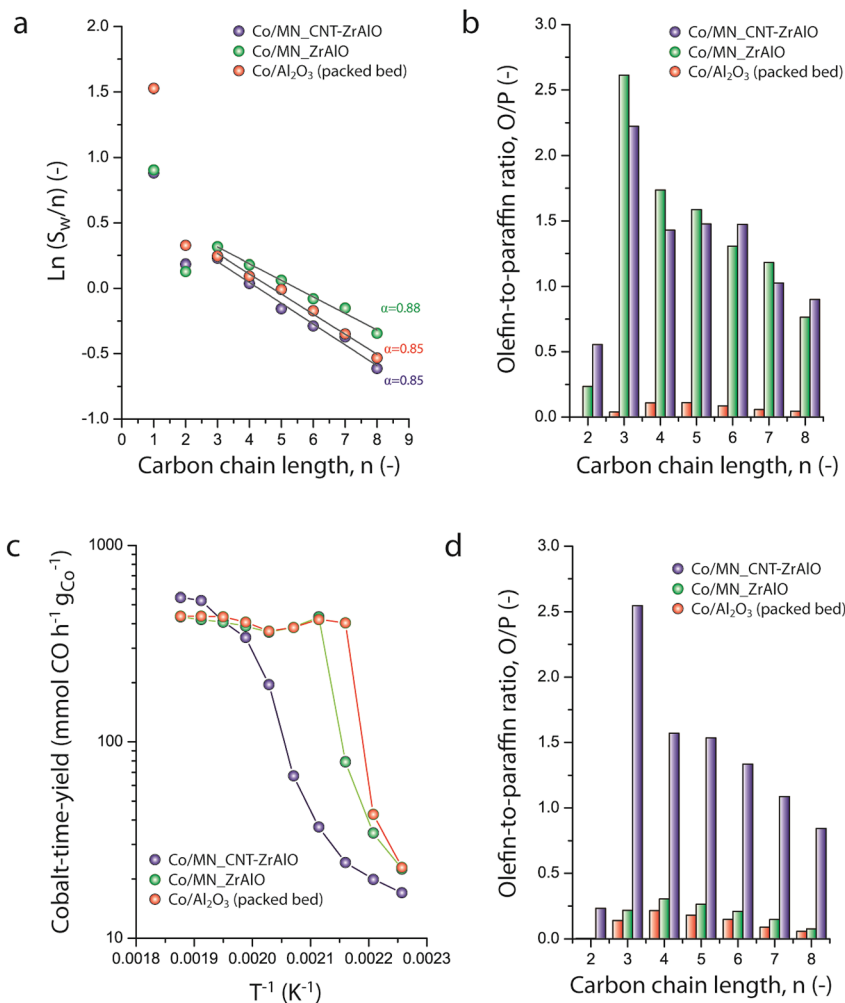 a
Co/MN_CNT-ZrAlO
Co/MN_ZrAlO
Co/Al₂O₃ (packed bed)
2.0
1.5
1.0
0.5
0.0
-0.5
-1.0
Ln (S_W/n) (-)
α=0.88
α=0.85
α=0.85
0 1 2 3 4 5 6 7 8 9
Carbon chain length, n (-)
b
Co/MN_CNT-ZrAlO
Co/MN_ZrAlO
Co/Al₂O₃ (packed bed)
3.0
2.5
2.0
1.5
1.0
0.5
0.0
Olefin-to-paraffin ratio, O/P (-)
2 3 4 5 6 7 8
Carbon chain length, n (-)
c
1000
100
10
Cobalt-time-yield (mmol CO h⁻¹ g_Co⁻¹)
Co/MN_CNT-ZrAlO
Co/MN_ZrAlO
Co/Al₂O₃ (packed bed)
0.0018 0.0019 0.0020 0.0021 0.0022 0.0023
T⁻¹ (K⁻¹)
d
Co/MN_CNT-ZrAlO
Co/MN_ZrAlO
Co/Al₂O₃ (packed bed)
3.0
2.5
2.0
1.5
1.0
0.5
0.0
Olefin-to-paraffin ratio, O/P (-)
2 3 4 5 6 7 8
Carbon chain length, n (-)